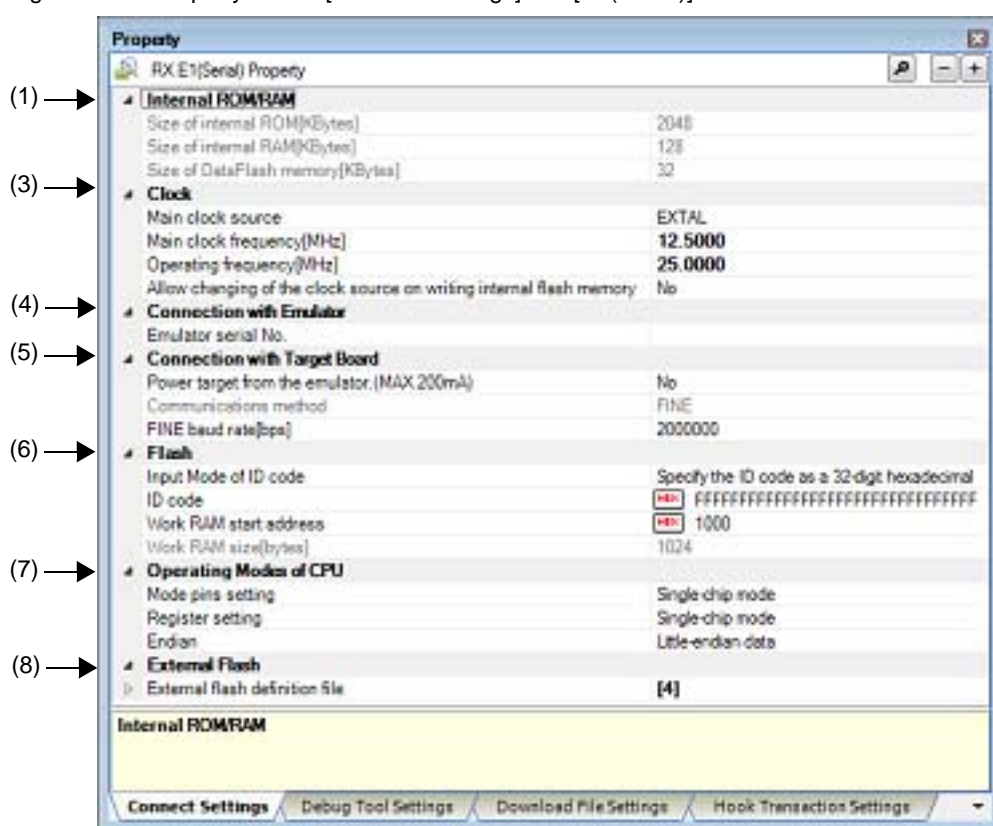 Property
RX E1(Serial) Property
(1) Internal ROM/RAM
Size of internal ROM[KBytes] 2048
Size of internal RAM[KBytes] 128
Size of DataFlash memory[KBytes] 32
(3) Clock
Main clock source EXTAL
Main clock frequency[MHz] 12.5000
Operating frequency[MHz] 25.0000
Allow changing of the clock source on writing internal flash memory No
(4) Connection with Emulator
Emulator serial No.
(5) Connection with Target Board
Power target from the emulator.(MAX 200mA) No
Communications method FINE
FINE baud rate[bps] 2000000
(6) Flash
Input Mode of ID code Specify the ID code as a 32-digit hexadecimal
ID code HEX FFFFFFFFFFFFFFFFFFFFFFFFFFFFFFFF
Work RAM start address HEX 1000
Work RAM size[bytes] 1024
(7) Operating Modes of CPU
Mode pins setting Single-chip mode
Register setting Single-chip mode
Endian Little-endian data
(8) External Flash
External flash definition file [4]
Internal ROM/RAM
Connect Settings Debug Tool Settings Download File Settings Hook Transaction Settings